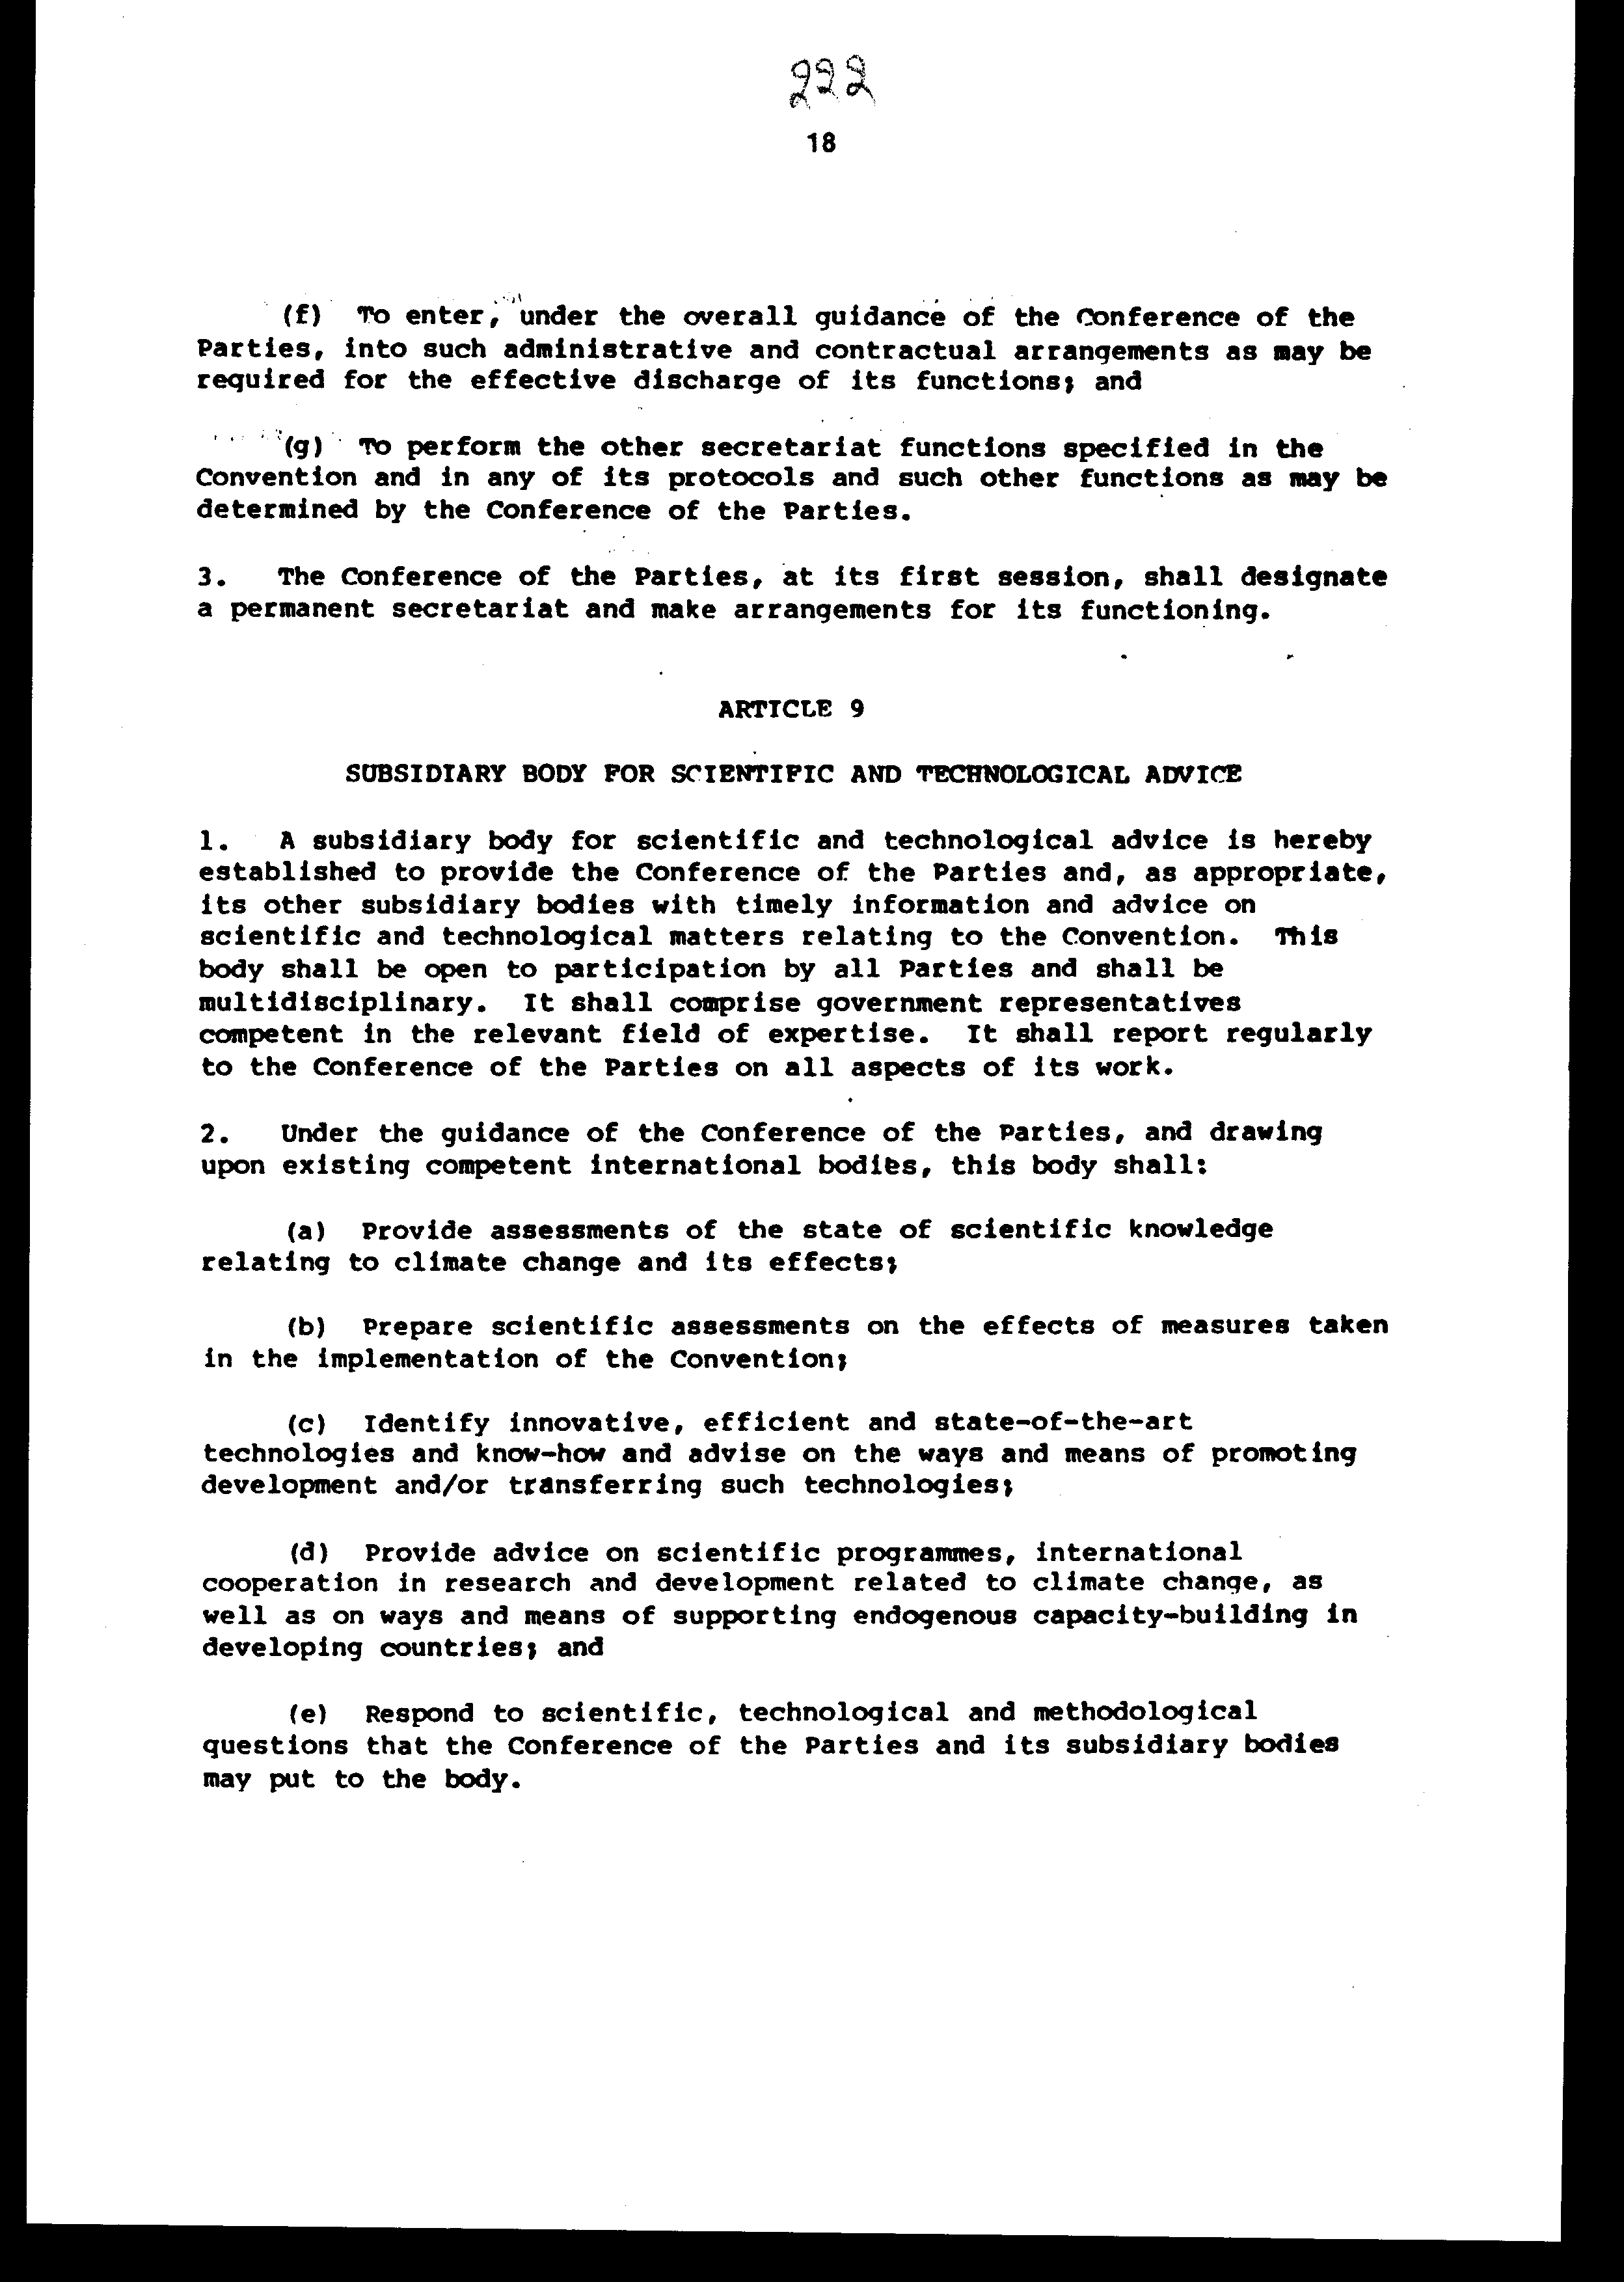 222
18
(f) To enter, under the overall guidance of the Conference of the
Parties, into such administrative and contractual arrangements as may be
required for the effective discharge of its functions; and
(g) To perform the other secretariat functions specified in the
Convention and in any of its protocols and such other functions as may be
determined by the Conference of the Parties.
3. The Conference of the Parties, at its first session, shall designate
a permanent secretariat and make arrangements for its functioning.
ARTICLE 9
SUBSIDIARY BODY FOR SCIENTIFIC AND TECHNOLOGICAL ADVICE
1. A subsidiary body for scientific and technological advice is hereby
established to provide the Conference of the Parties and, as appropriate,
its other subsidiary bodies with timely information and advice on
scientific and technological matters relating to the Convention. This
body shall be open to participation by all Parties and shall be
multidisciplinary. It shall comprise government representatives
competent in the relevant field of expertise. It shall report regularly
to the Conference of the Parties on all aspects of its work.
2. Under the guidance of the Conference of the Parties, and drawing
upon existing competent international bodies, this body shall:
(a) Provide assessments of the state of scientific knowledge
relating to climate change and its effects;
(b) Prepare scientific assessments on the effects of measures taken
in the implementation of the Convention;
(c) Identify innovative, efficient and state-of-the-art
technologies and know-how and advise on the ways and means of promoting
development and/or transferring such technologies;
(d) Provide advice on scientific programmes, international
cooperation in research and development related to climate change, as
well as on ways and means of supporting endogenous capacity-building in
developing countries; and
(e) Respond to scientific, technological and methodological
questions that the Conference of the Parties and its subsidiary bodies
may put to the body.